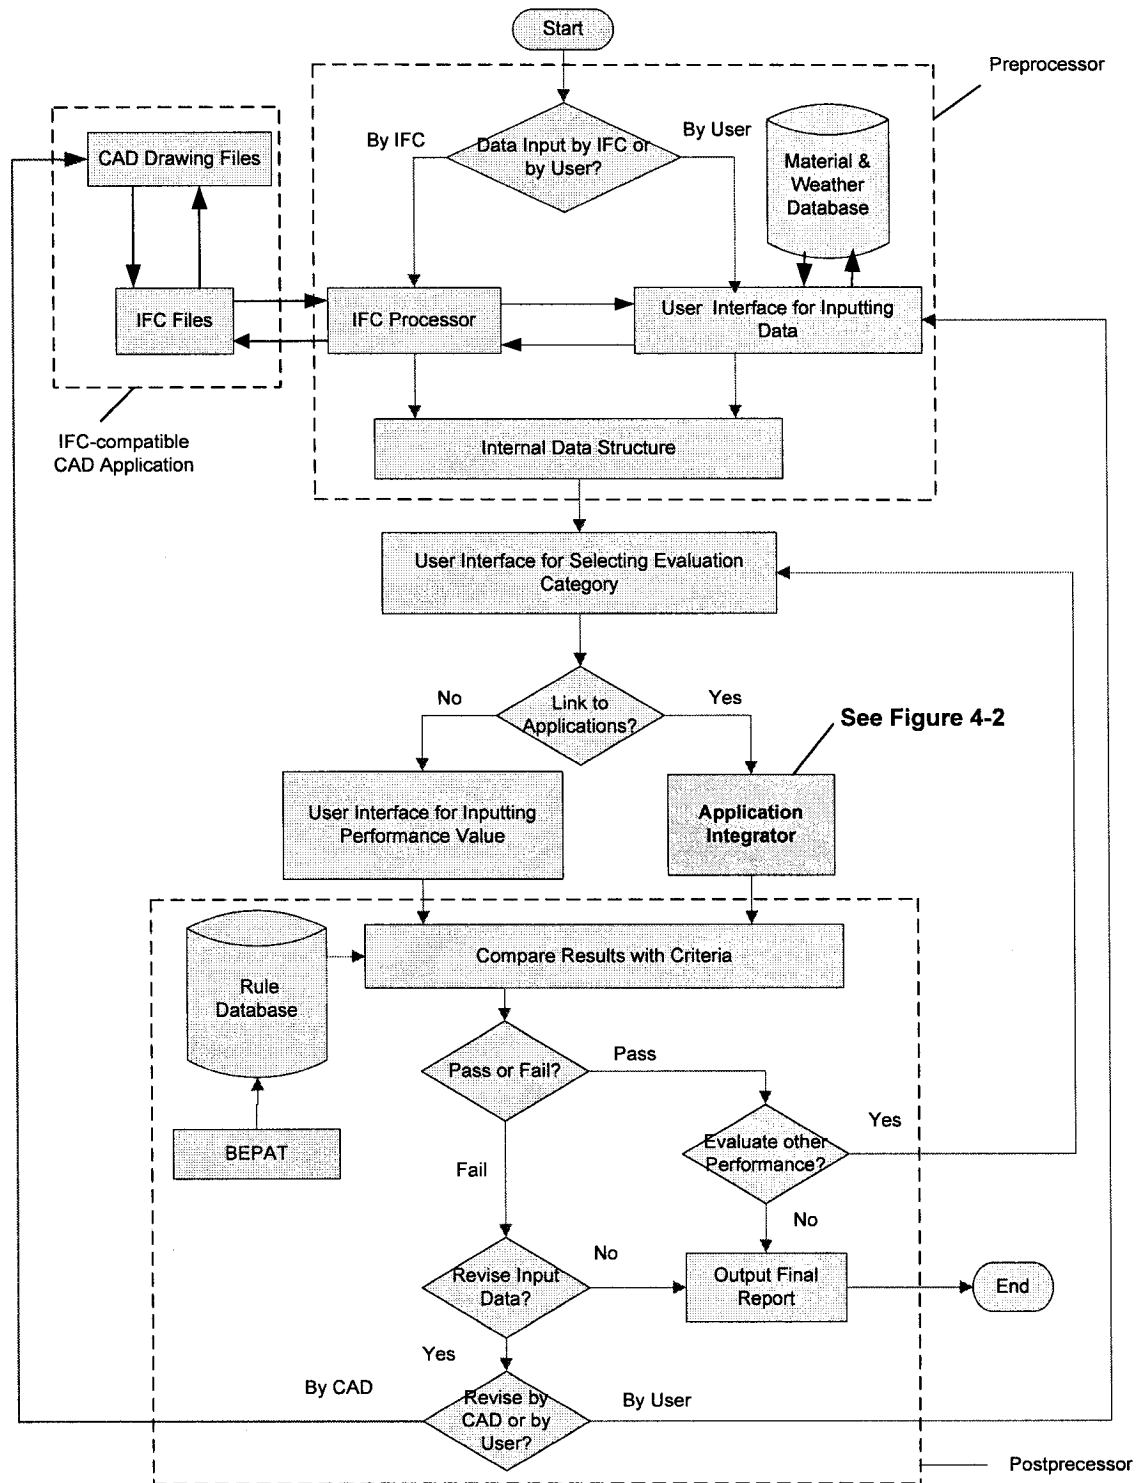 Start
Preprocessor
By IFC
Data Input by IFC or
by User?
By User
CAD Drawing Files
Material &
Weather
Database
IFC Files
IFC Processor
User Interface for Inputting
Data
IFC-compatible
CAD Application
Internal Data Structure
User Interface for Selecting Evaluation
Category
No
Link to
Applications?
Yes
See Figure 4-2
User Interface for Inputting
Performance Value
Application
Integrator
Rule
Database
Compare Results with Criteria
Pass or Fail?
Pass
BEPAT
Fail
Evaluate other
Performance?
Yes
No
Revise Input
Data?
No
Output Final
Report
End
Yes
By CAD
Revise by
CAD or by
User?
By User
Postprecessor